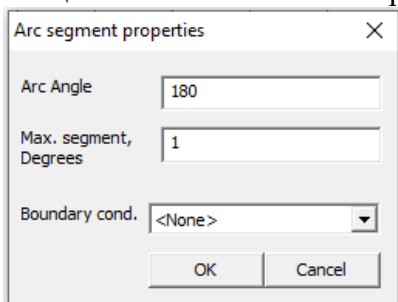 Arc segment properties
Arc Angle
180
Max. segment,
Degrees
1
Boundary cond.
<None>
OK
Cancel